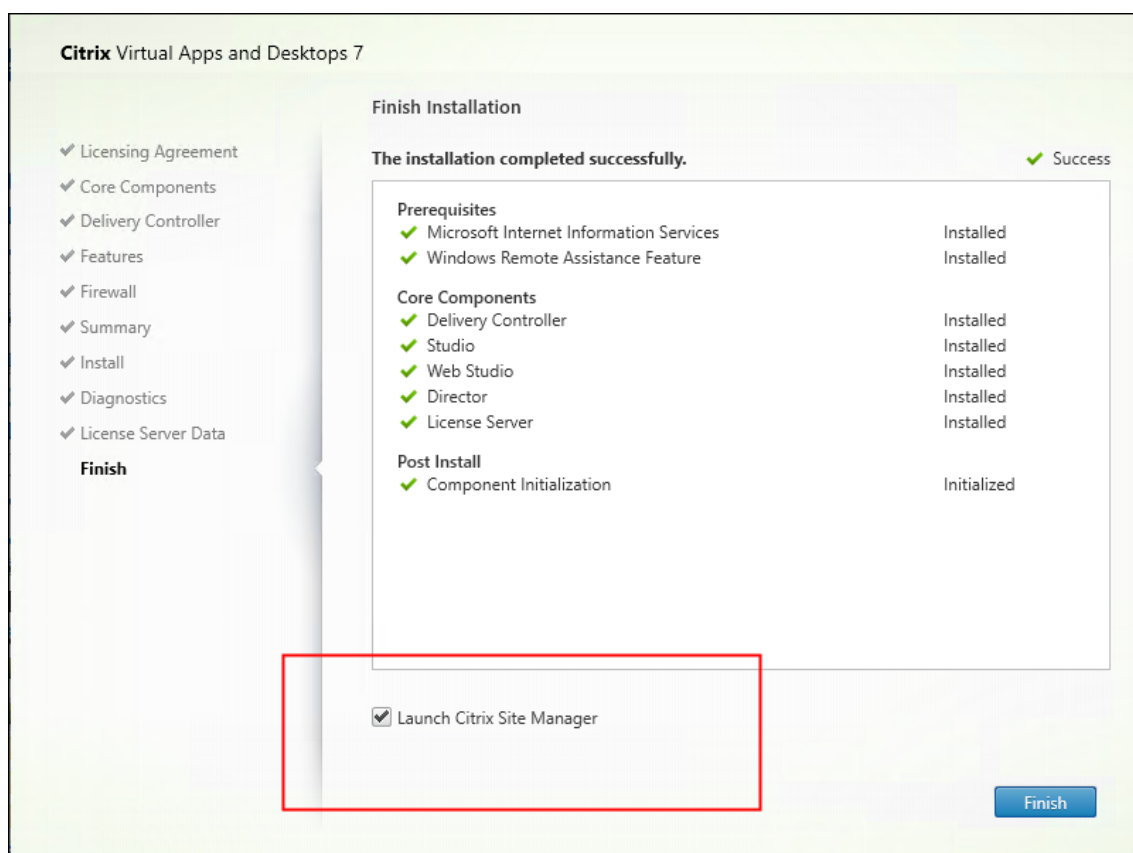 Citrix Virtual Apps and Desktops 7
Licensing Agreement
Core Components
Delivery Controller
Features
Firewall
Summary
Install
Diagnostics
License Server Data
Finish
Finish Installation
The installation completed successfully. Success
Prerequisites
Microsoft Internet Information Services Installed
Windows Remote Assistance Feature Installed
Core Components
Delivery Controller Installed
Studio Installed
Web Studio Installed
Director Installed
License Server Installed
Post Install
Component Initialization Initialized
Launch Citrix Site Manager
Finish